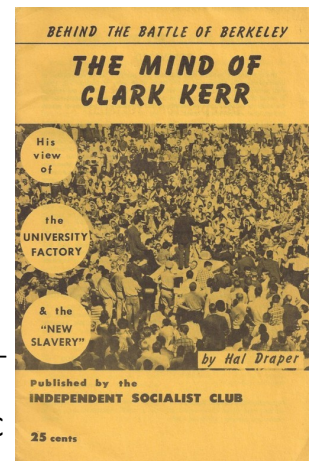 BEHIND THE BATTLE OF BERKELEY
THE MIND OF
CLARK KERR
His
view
of
the
UNIVERSITY
FACTORY
& the
"NEW
SLAVERY"
by Hal Draper
Published by the
INDEPENDENT SOCIALIST CLUB
25 cents